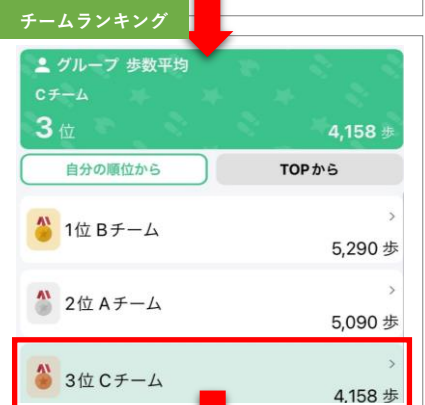 チームランキング
グループ 歩数平均
Cチーム
3 位
4,158 歩
自分の順位から
TOPから
1位 Bチーム
5,290 歩
2位 Aチーム
5,090 歩
3位 Cチーム
4,158 歩